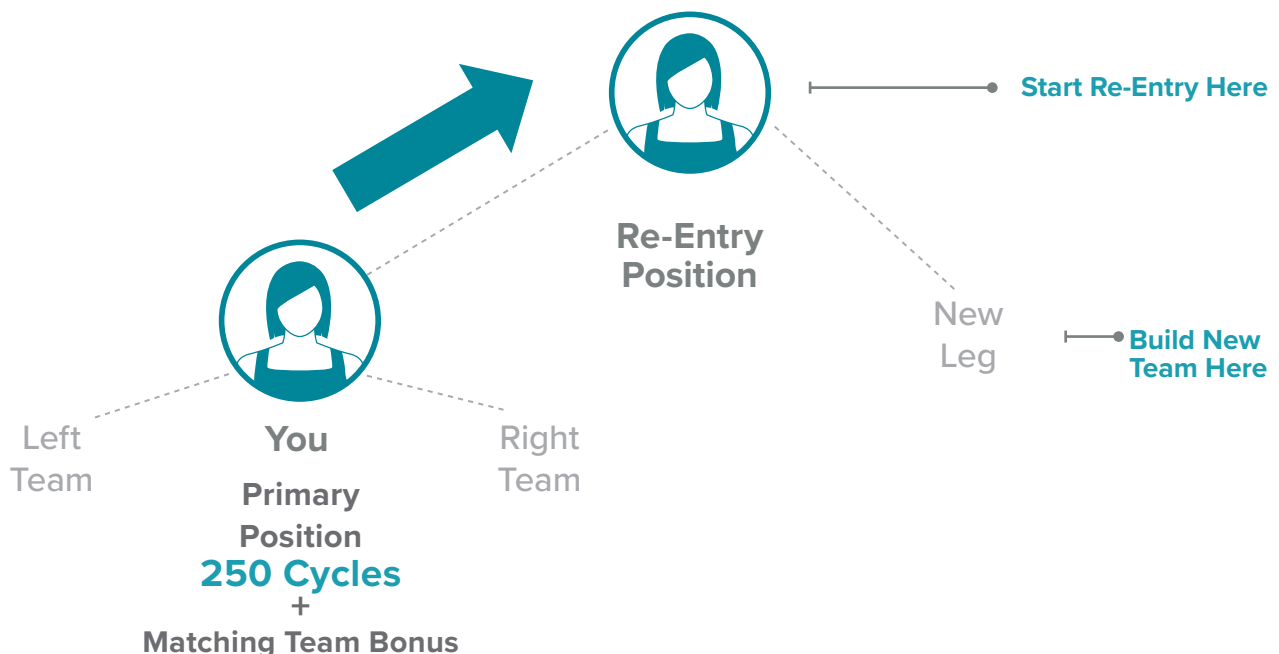 Start Re-Entry Here
Re-Entry
Position
New
Leg
Build New
Team Here
Left
Team
You
Right
Team
Primary
Position
250 Cycles
+
Matching Team Bonus